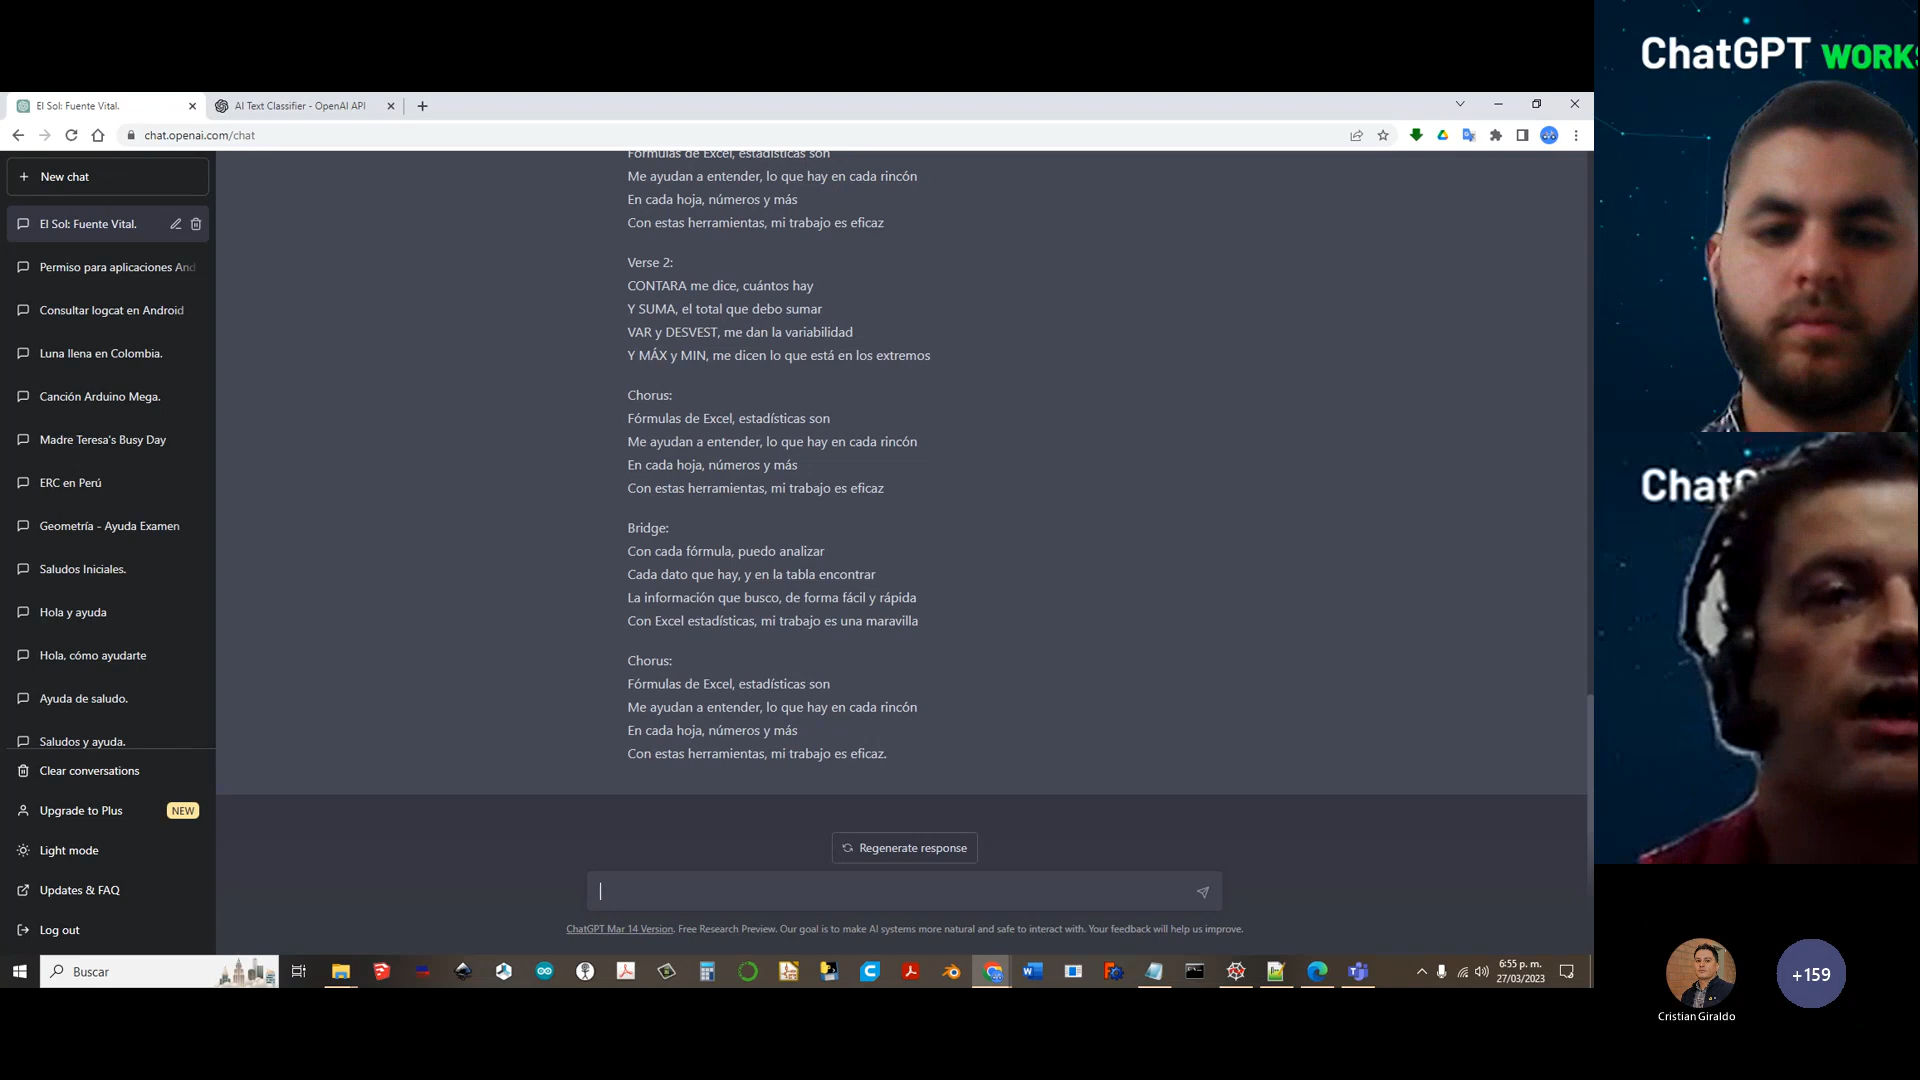 ChatGPT WORKS
El Sol: Fuente Vital.
AI Text Classifier - OpenAI API
chat.openai.com/chat
New chat
El Sol: Fuente Vital.
Permiso para aplicaciones And
Consultar logcat en Android
Luna llena en Colombia.
Canción Arduino Mega.
Madre Teresa's Busy Day
ERC en Perú
Geometría - Ayuda Examen
Saludos Iniciales.
Hola y ayuda
Hola, cómo ayudarte
Ayuda de saludo.
Saludos y ayuda.
Clear conversations
Upgrade to Plus NEW
Light mode
Updates & FAQ
Log out
Fórmulas de Excel, estadísticas son
Me ayudan a entender, lo que hay en cada rincón
En cada hoja, números y más
Con estas herramientas, mi trabajo es eficaz
Verse 2:
CONTARA me dice, cuántos hay
Y SUMA, el total que debo sumar
VAR y DESVEST, me dan la variabilidad
Y MÁX y MIN, me dicen lo que está en los extremos
Chorus:
Fórmulas de Excel, estadísticas son
Me ayudan a entender, lo que hay en cada rincón
En cada hoja, números y más
Con estas herramientas, mi trabajo es eficaz
Bridge:
Con cada fórmula, puedo analizar
Cada dato que hay, y en la tabla encontrar
La información que busco, de forma fácil y rápida
Con Excel estadísticas, mi trabajo es una maravilla
Chorus:
Fórmulas de Excel, estadísticas son
Me ayudan a entender, lo que hay en cada rincón
En cada hoja, números y más
Con estas herramientas, mi trabajo es eficaz.
Regenerate response
ChatGPT Mar 14 Version. Free Research Preview. Our goal is to make AI systems more natural and safe to interact with. Your feedback will help us improve.
Buscar
6:55 p. m.
27/03/2023
ChatG
+159
Cristian Giraldo